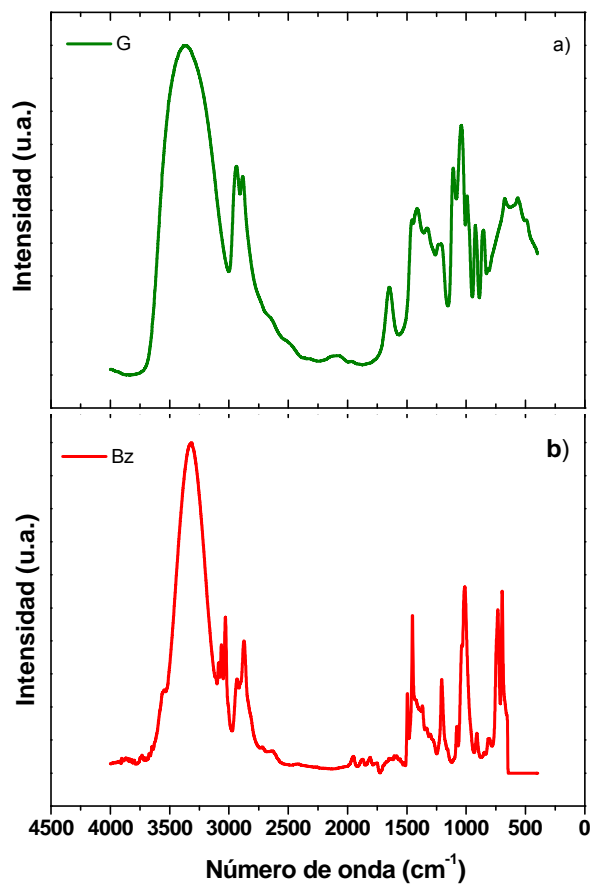 G
a)
Intensidad (u.a.)
Bz
b)
Intensidad (u.a.)
4500 4000 3500 3000 2500 2000 1500 1000 500 0
Número de onda (cm-1)